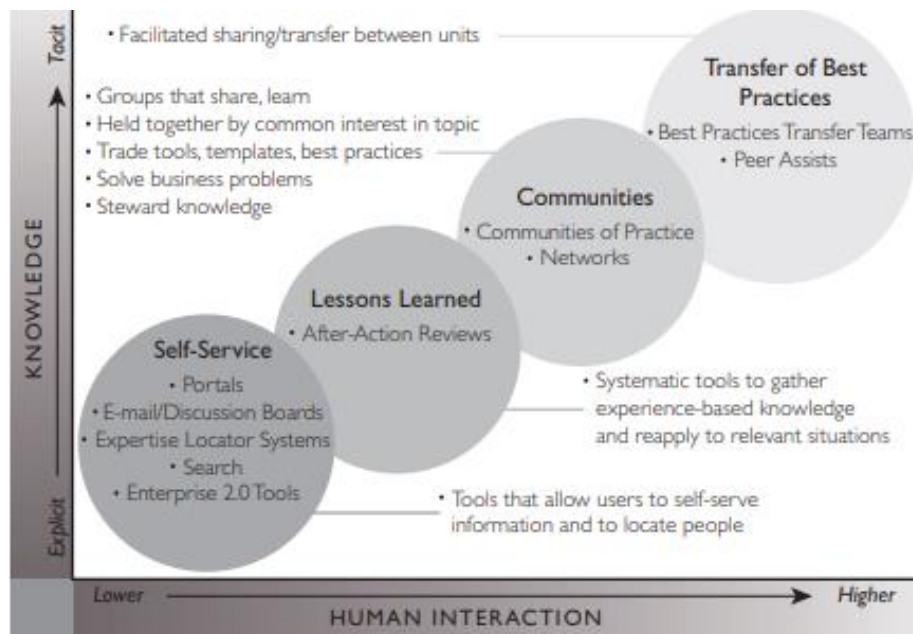 Tacit
• Facilitated sharing/transfer between units
Transfer of Best
Practices
• Best Practices Transfer Teams
• Peer Assists
• Groups that share, learn
• Held together by common interest in topic
• Trade tools, templates, best practices
• Solve business problems
• Steward knowledge
Communities
• Communities of Practice
• Networks
Lessons Learned
• After-Action Reviews
KNOWLEDGE
Self-Service
• Portals
• E-mail/Discussion Boards
• Expertise Locator Systems
• Search
• Enterprise 2.0 Tools
• Systematic tools to gather
experience-based knowledge
and reapply to relevant situations
• Tools that allow users to self-serve
information and to locate people
Explicit
Lower
Higher
HUMAN INTERACTION